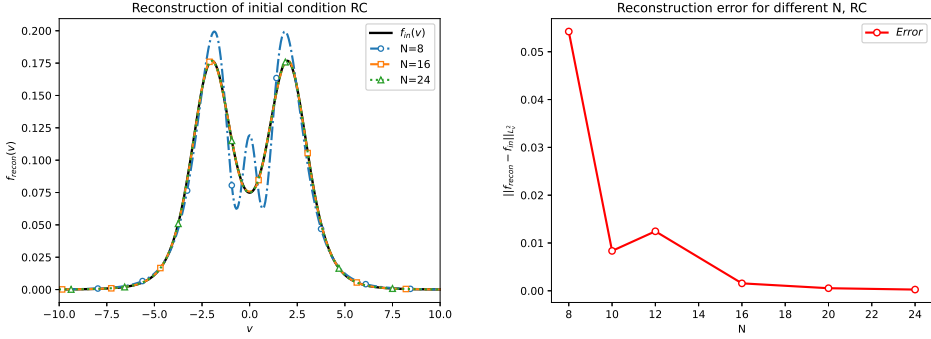 Reconstruction of initial condition RC
0.200
0.175
0.150
0.125
0.100
0.075
0.050
0.025
0.000
f_recon(v)
f_in(v)
N=8
N=16
N=24
−10.0 −7.5 −5.0 −2.5 0.0 2.5 5.0 7.5 10.0
v
Reconstruction error for different N, RC
0.05
0.04
0.03
0.02
0.01
0.00
||f_recon − f_in||_{L_v^2}
Error
8 10 12 14 16 18 20 22 24
N